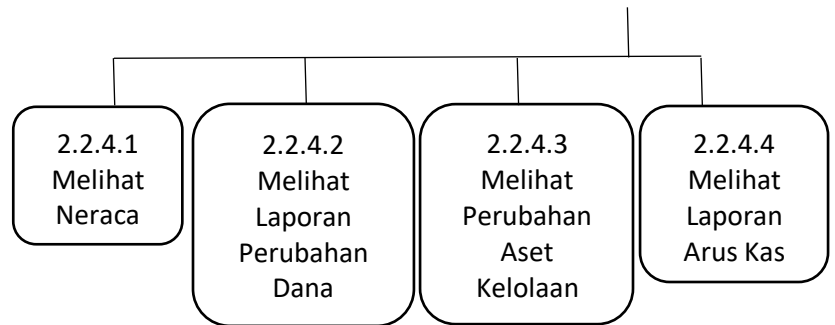 2.2.4.1
Melihat
Neraca
2.2.4.2
Melihat
Laporan
Perubahan
Dana
2.2.4.3
Melihat
Perubahan
Aset
Kelolaan
2.2.4.4
Melihat
Laporan
Arus Kas